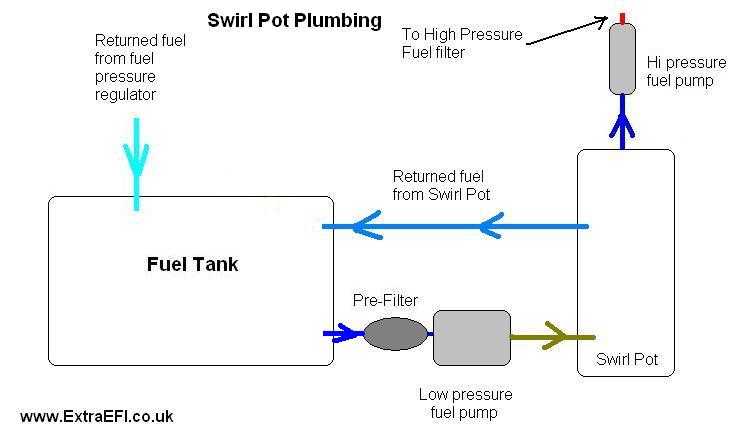 Swirl Pot Plumbing
Returned fuel
from fuel
pressure
regulator
To High Pressure
Fuel filter
Hi pressure
fuel pump
Returned fuel
from Swirl Pot
Fuel Tank
Pre-Filter
Swirl Pot
Low pressure
fuel pump
www.ExtraEFI.co.uk